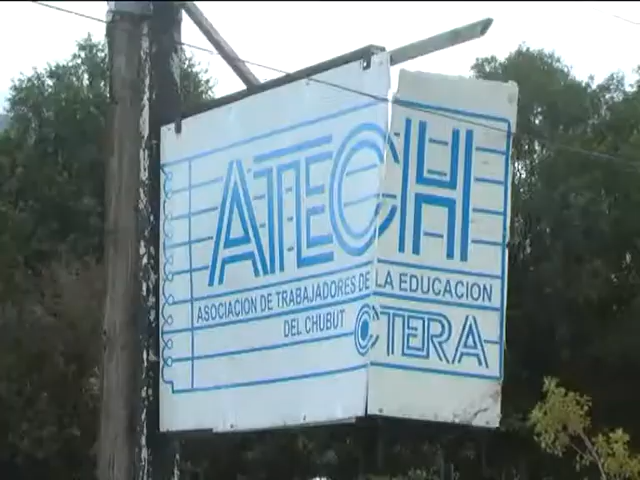 ATECH
ASOCIACION DE TRABAJADORES DE LA EDUCACION
DEL CHUBUT
CTERA